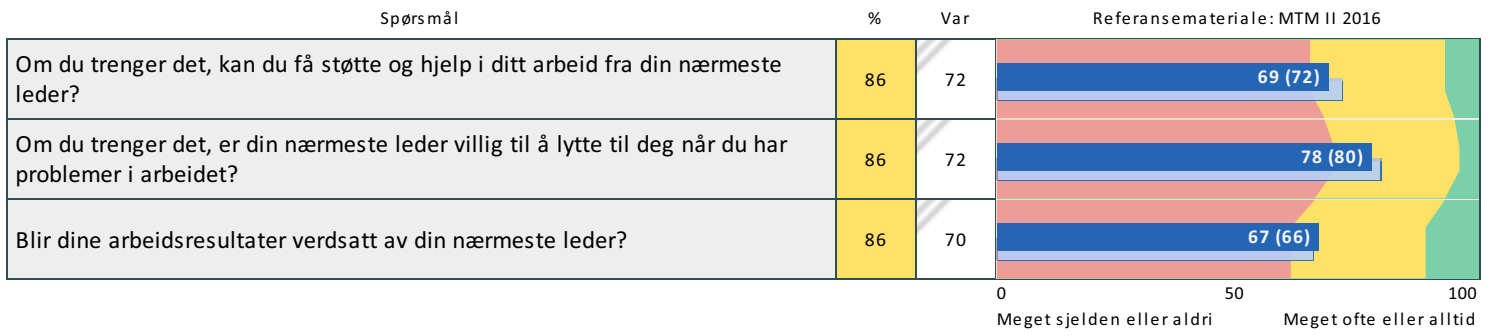 Spørsmål % Var Referansemateriale: MTM II 2016
Om du trenger det, kan du få støtte og hjelp i ditt arbeid fra din nærmeste
leder?
86 72 69 (72)
Om du trenger det, er din nærmeste leder villig til å lytte til deg når du har
problemer i arbeidet?
86 72 78 (80)
Blir dine arbeidsresultater verdsatt av din nærmeste leder? 86 70 67 (66)
0 50 100
Meget sjelden eller aldri Meget ofte eller alltid